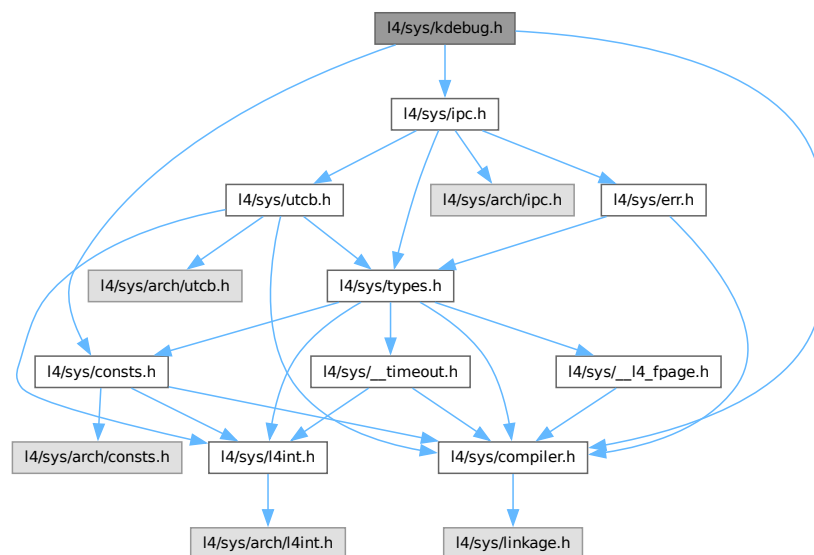 l4/sys/kdebug.h
l4/sys/ipc.h
l4/sys/utcb.h
l4/sys/arch/ipc.h
l4/sys/err.h
l4/sys/arch/utcb.h
l4/sys/types.h
l4/sys/consts.h
l4/sys/__timeout.h
l4/sys/__l4_fpage.h
l4/sys/arch/consts.h
l4/sys/l4int.h
l4/sys/compiler.h
l4/sys/arch/l4int.h
l4/sys/linkage.h